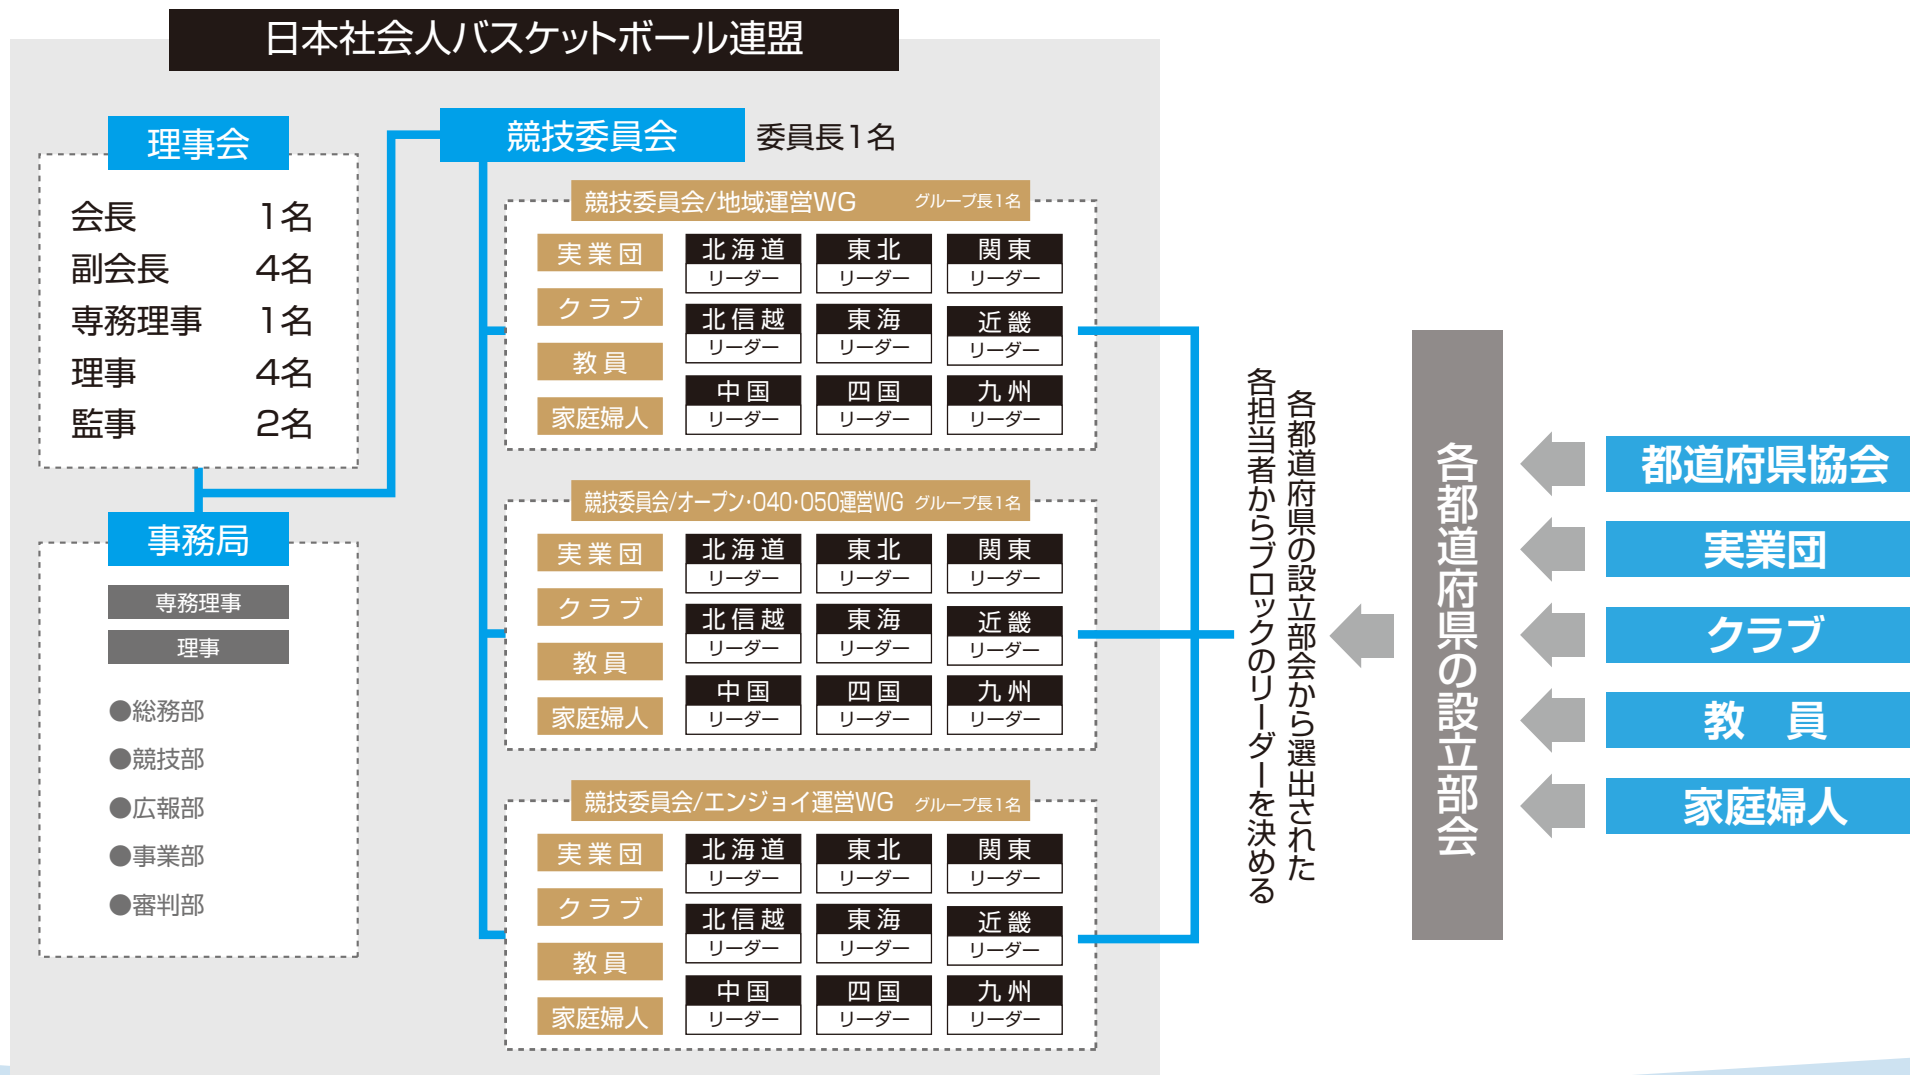 日本社会人バスケットボール連盟
理事会
会長 1名
副会長 4名
専務理事 1名
理事 4名
監事 2名
事務局
専務理事
理事
●総務部
●競技部
●広報部
●事業部
●審判部
競技委員会 委員長1名
競技委員会/地域運営WG グループ長1名
実業団
クラブ
教員
家庭婦人
北海道 東北 関東
リーダー リーダー リーダー
北信越 東海 近畿
リーダー リーダー リーダー
中国 四国 九州
リーダー リーダー リーダー
競技委員会/オープン・O40・O50運営WG グループ長1名
実業団
クラブ
教員
家庭婦人
北海道 東北 関東
リーダー リーダー リーダー
北信越 東海 近畿
リーダー リーダー リーダー
中国 四国 九州
リーダー リーダー リーダー
競技委員会/エンジョイ運営WG グループ長1名
実業団
クラブ
教員
家庭婦人
北海道 東北 関東
リーダー リーダー リーダー
北信越 東海 近畿
リーダー リーダー リーダー
中国 四国 九州
リーダー リーダー リーダー
各都道府県の設立部会から選出された
各担当者からブロックのリーダーを決める
各都道府県の設立部会
都道府県協会
実業団
クラブ
教 員
家庭婦人